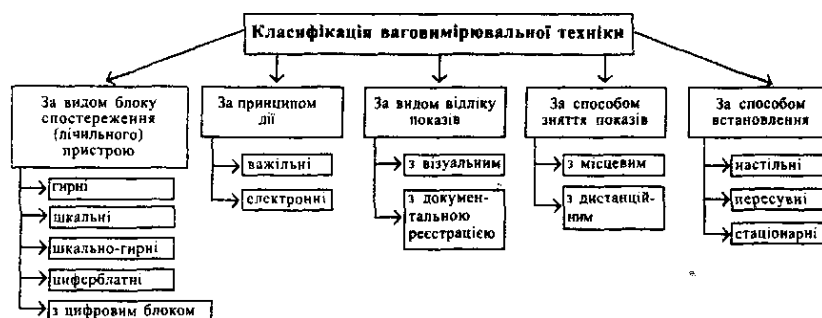 Класифікація ваговимірювальної техніки
За видом блоку
спостереження
(лічильного)
пристрою
гирні
шкальні
шкально-гирні
циферблатні
з цифровим блоком
За принципом
дії
важільні
електронні
За видом відліку
показів
з візуальним
з докумен-
тальною
реєстрацією
За способом
зняття показів
з місцевим
з дистанцій-
ним
За способом
встановлення
настільні
пересувні
стаціонарні